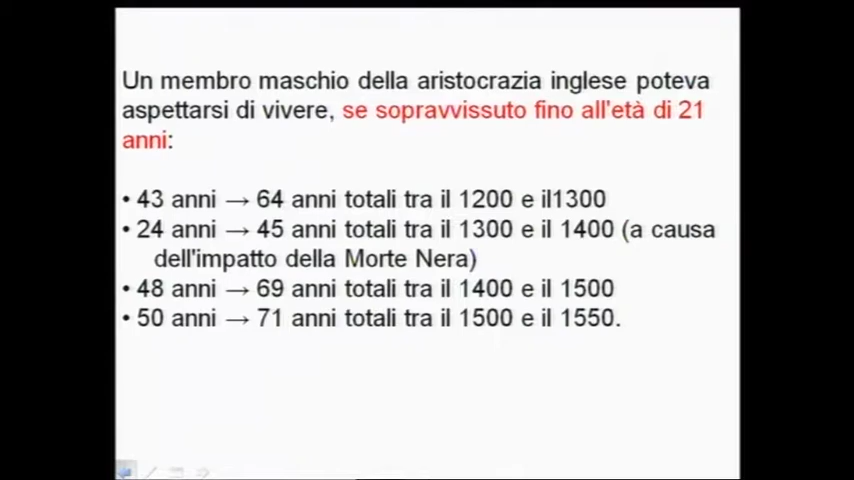 Un membro maschio della aristocrazia inglese poteva
aspettarsi di vivere, se sopravvissuto fino all'età di 21
anni:
• 43 anni → 64 anni totali tra il 1200 e il1300
• 24 anni → 45 anni totali tra il 1300 e il 1400 (a causa
dell'impatto della Morte Nera)
• 48 anni → 69 anni totali tra il 1400 e il 1500
• 50 anni → 71 anni totali tra il 1500 e il 1550.